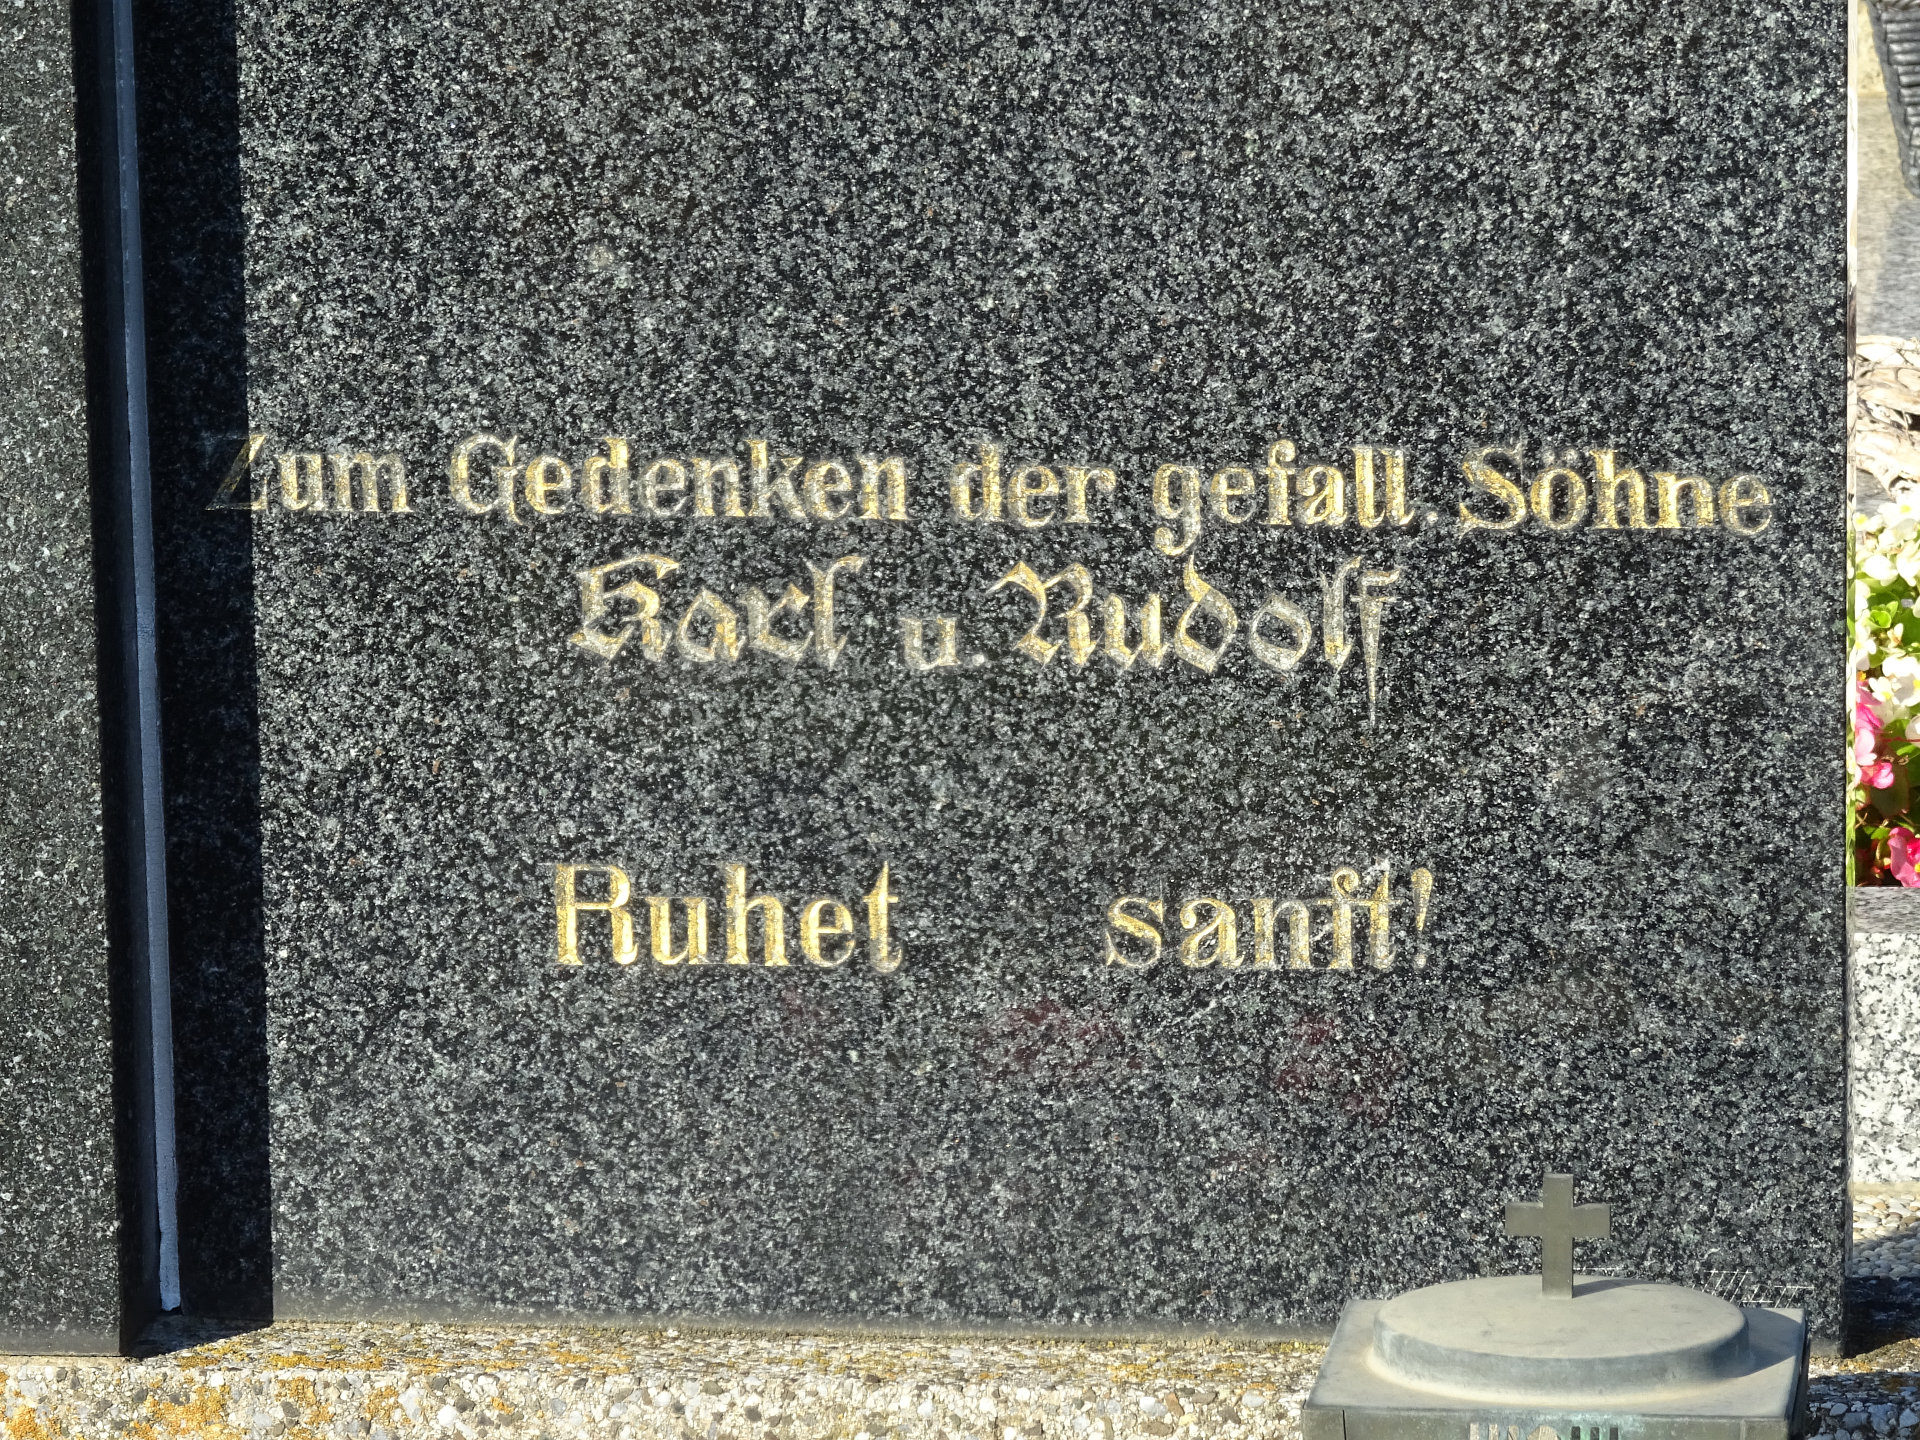 Zum Gedenken der gefall. Söhne
Karl u. Rudolf
Ruhet sanft!